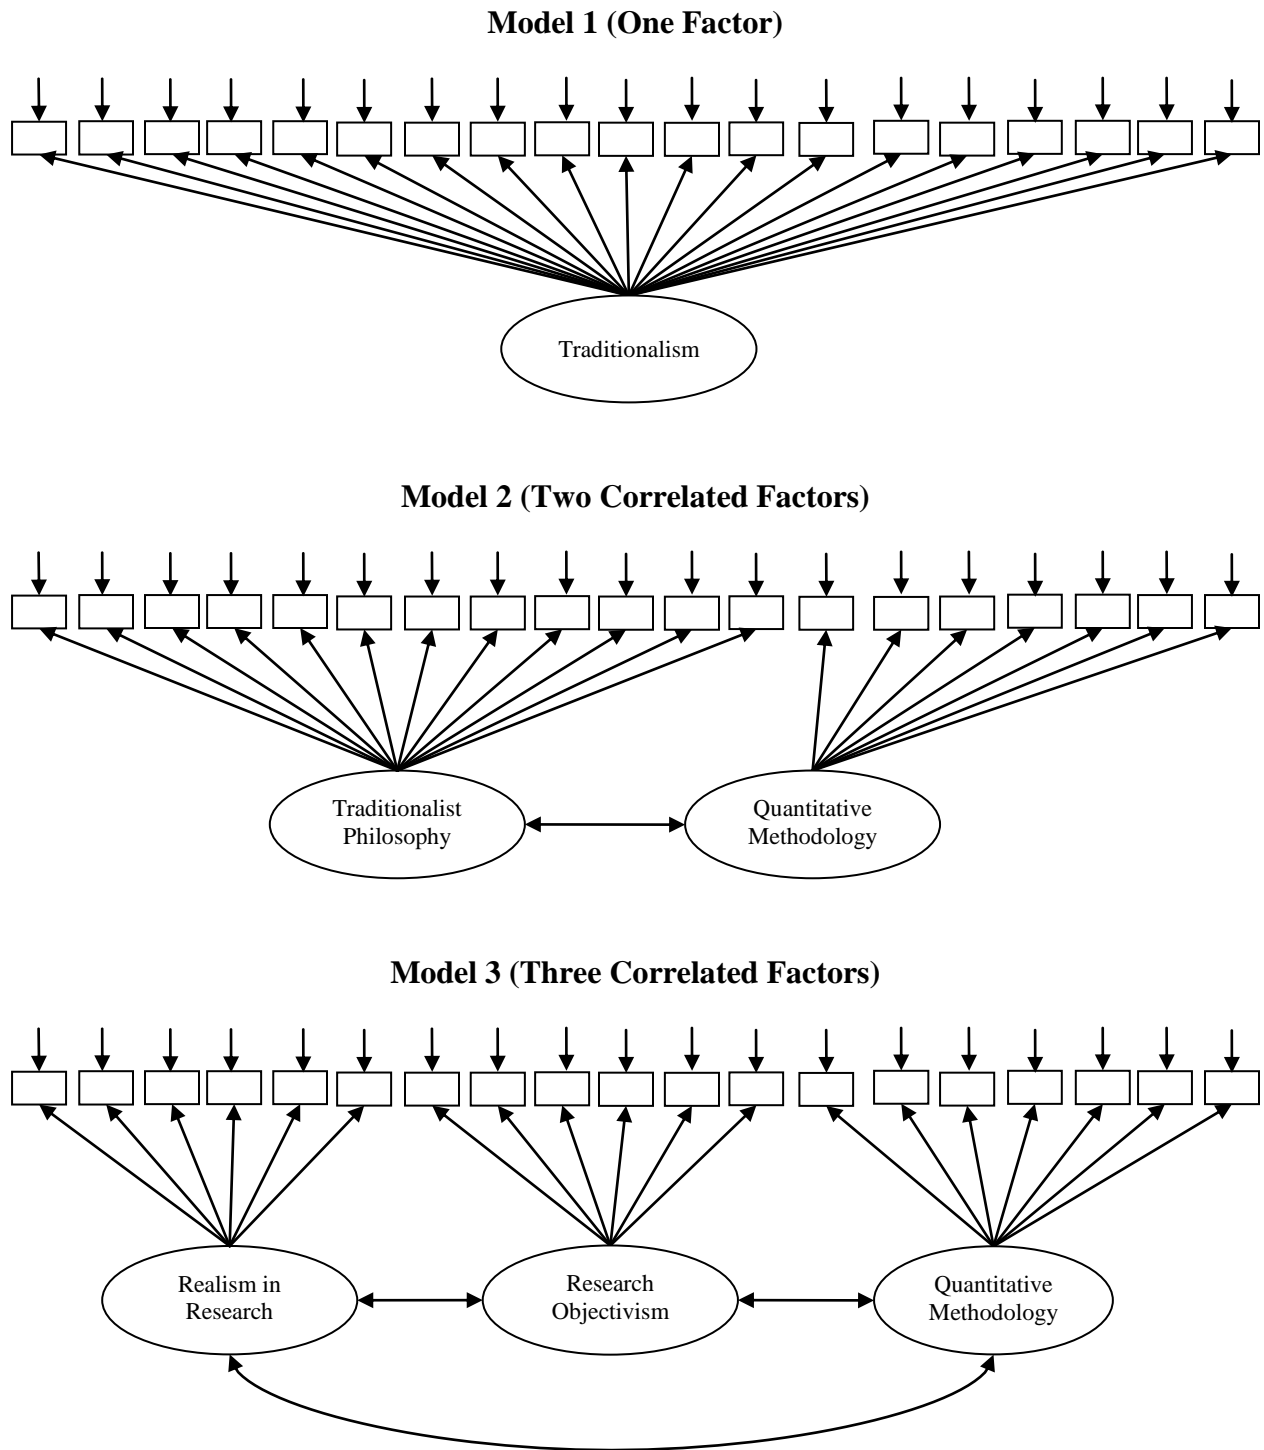 Model 1 (One Factor)
Traditionalism
Model 2 (Two Correlated Factors)
Traditionalist
Philosophy
Quantitative
Methodology
Model 3 (Three Correlated Factors)
Realism in
Research
Research
Objectivism
Quantitative
Methodology